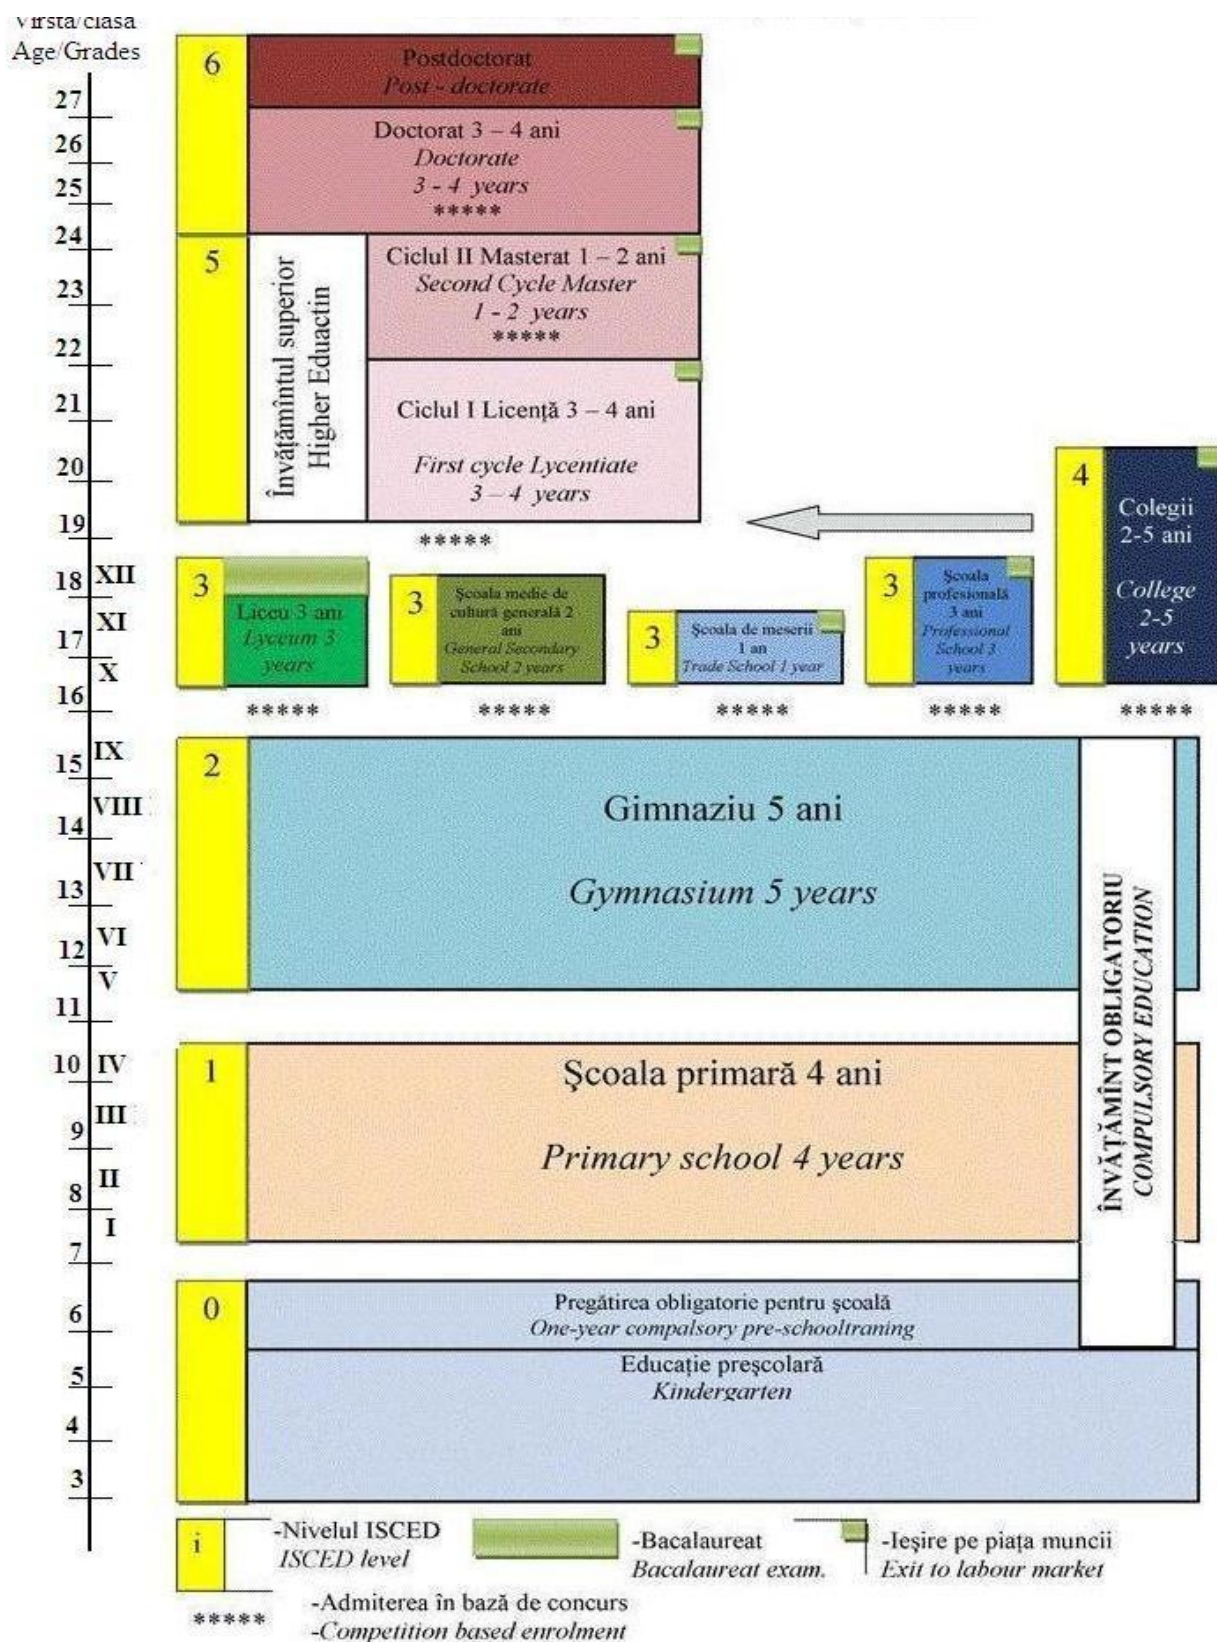 Vîrsta/clasa
Age/Grades
27
26
25
24
23
22
21
20
19
18 XII
XI
17
X
16
IX
15
VIII
14
VII
13
VI
12
V
11
10 IV
III
9
II
8
I
7
6
5
4
3
6
Postdoctorat
Post - doctorate
Doctorat 3 – 4 ani
Doctorate
3 - 4 years
*****
5
Învățămîntul superior
Higher Eduactin
Ciclul II Masterat 1 – 2 ani
Second Cycle Master
1 - 2 years
*****
Ciclul I Licență 3 – 4 ani
First cycle Lycentiate
3 – 4 years
*****
4
Colegii
2-5 ani
College
2-5
years
3
Liceu 3 ani
Lyceum 3
years
3
Şcoala medie de
cultură generală 2
ani
General Secondary
School 2 years
3
Şcoala de meserii
1 an
Trade School 1 year
3
Şcoala
profesională
3 ani
Professional
School 3
years
*****
*****
*****
*****
*****
2
Gimnaziu 5 ani
Gymnasium 5 years
1
Şcoala primară 4 ani
Primary school 4 years
ÎNVĂȚĂMÎNT OBLIGATORIU
COMPULSORY EDUCATION
0
Pregătirea obligatorie pentru şcoală
One-year compalsory pre-schooltraning
Educație preşcolară
Kindergarten
i
-Nivelul ISCED
ISCED level
-Bacalaureat
Bacalaureat exam.
-Ieşire pe piața muncii
Exit to labour market
*****
-Admiterea în bază de concurs
-Competition based enrolment